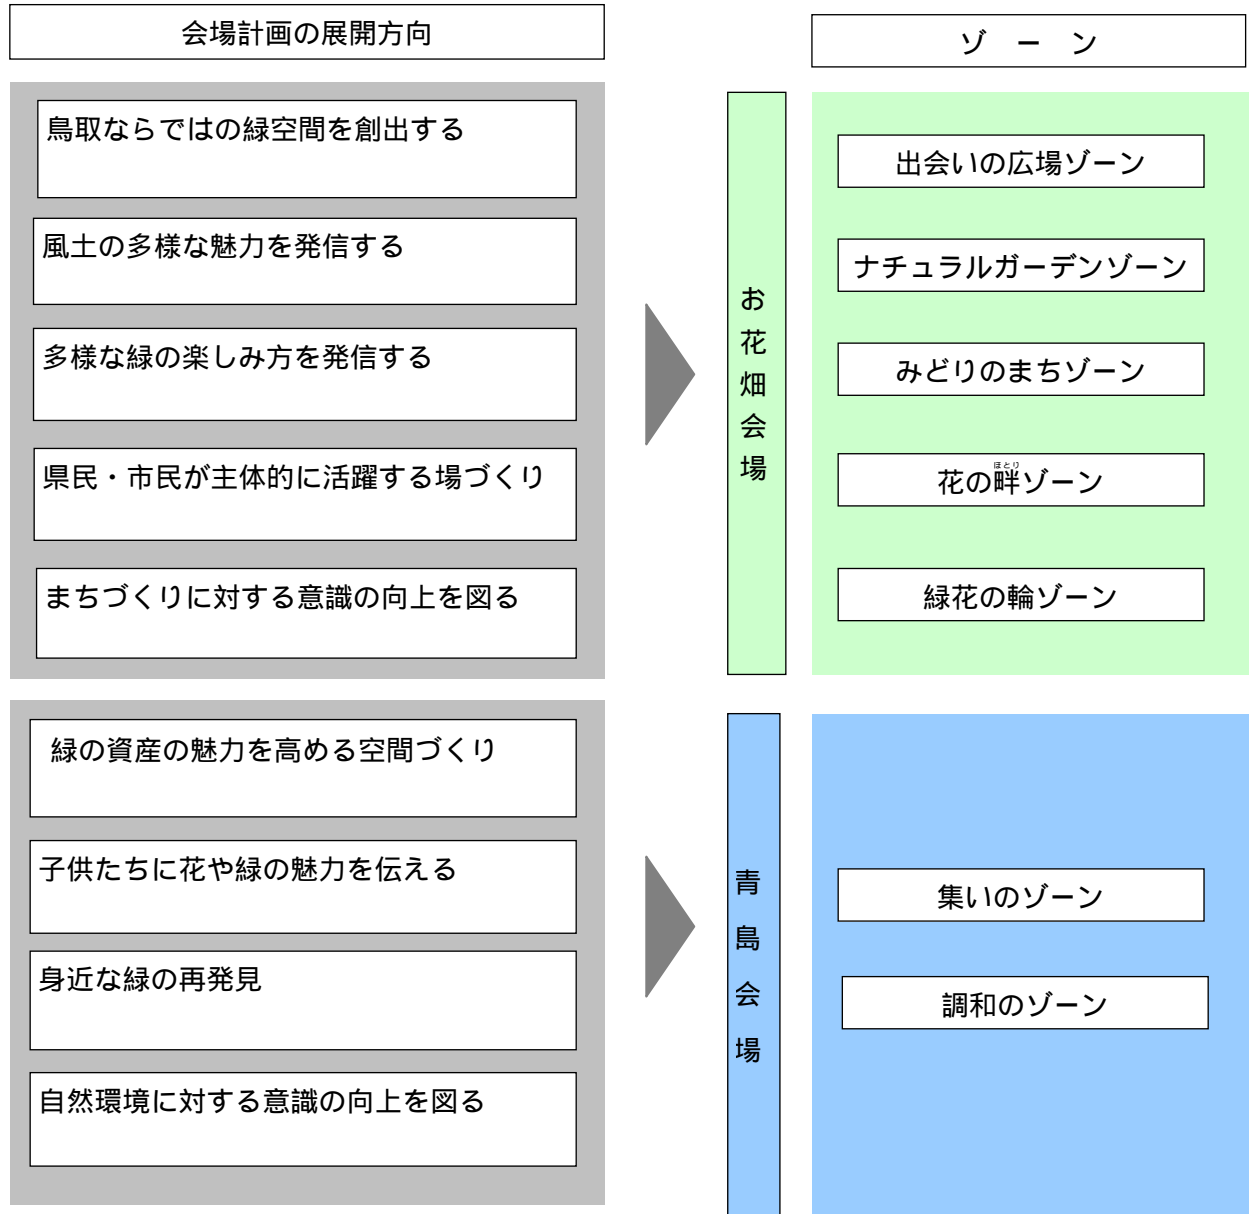 会場計画の展開方向
ゾーン
鳥取ならではの緑空間を創出する
風土の多様な魅力を発信する
多様な緑の楽しみ方を発信する
県民・市民が主体的に活躍する場づくり
まちづくりに対する意識の向上を図る
お花畑会場
出会いの広場ゾーン
ナチュラルガーデンゾーン
みどりのまちゾーン
ほとり
花の畔ゾーン
緑花の輪ゾーン
緑の資産の魅力を高める空間づくり
子供たちに花や緑の魅力を伝える
身近な緑の再発見
自然環境に対する意識の向上を図る
青島会場
集いのゾーン
調和のゾーン